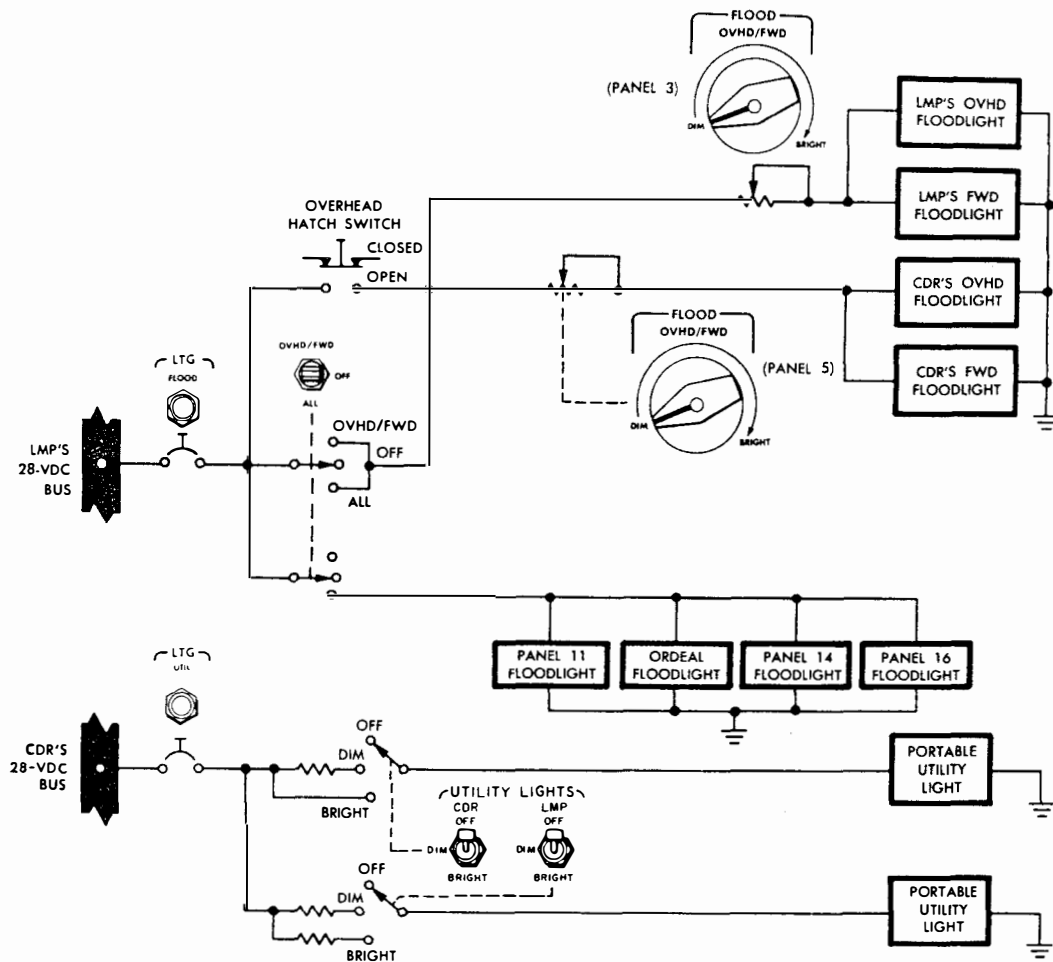 FLOOD
OVHD/FWD
(PANEL 3)
DIM
BRIGHT
LMP'S OVHD
FLOODLIGHT
LMP'S FWD
FLOODLIGHT
OVERHEAD
HATCH SWITCH
CLOSED
OPEN
CDR'S OVHD
FLOODLIGHT
FLOOD
OVHD/FWD
(PANEL 5)
DIM
BRIGHT
CDR'S FWD
FLOODLIGHT
OVHD/FWD
OFF
ALL
LTG
FLOOD
LMP'S
28-VDC
BUS
OVHD/FWD
OFF
ALL
PANEL 11
FLOODLIGHT
ORDEAL
FLOODLIGHT
PANEL 14
FLOODLIGHT
PANEL 16
FLOODLIGHT
LTG
UTIL
CDR'S
28-VDC
BUS
OFF
DIM
BRIGHT
PORTABLE
UTILITY
LIGHT
UTILITY LIGHTS
CDR LMP
OFF OFF
DIM DIM
BRIGHT BRIGHT
OFF
DIM
BRIGHT
PORTABLE
UTILITY
LIGHT